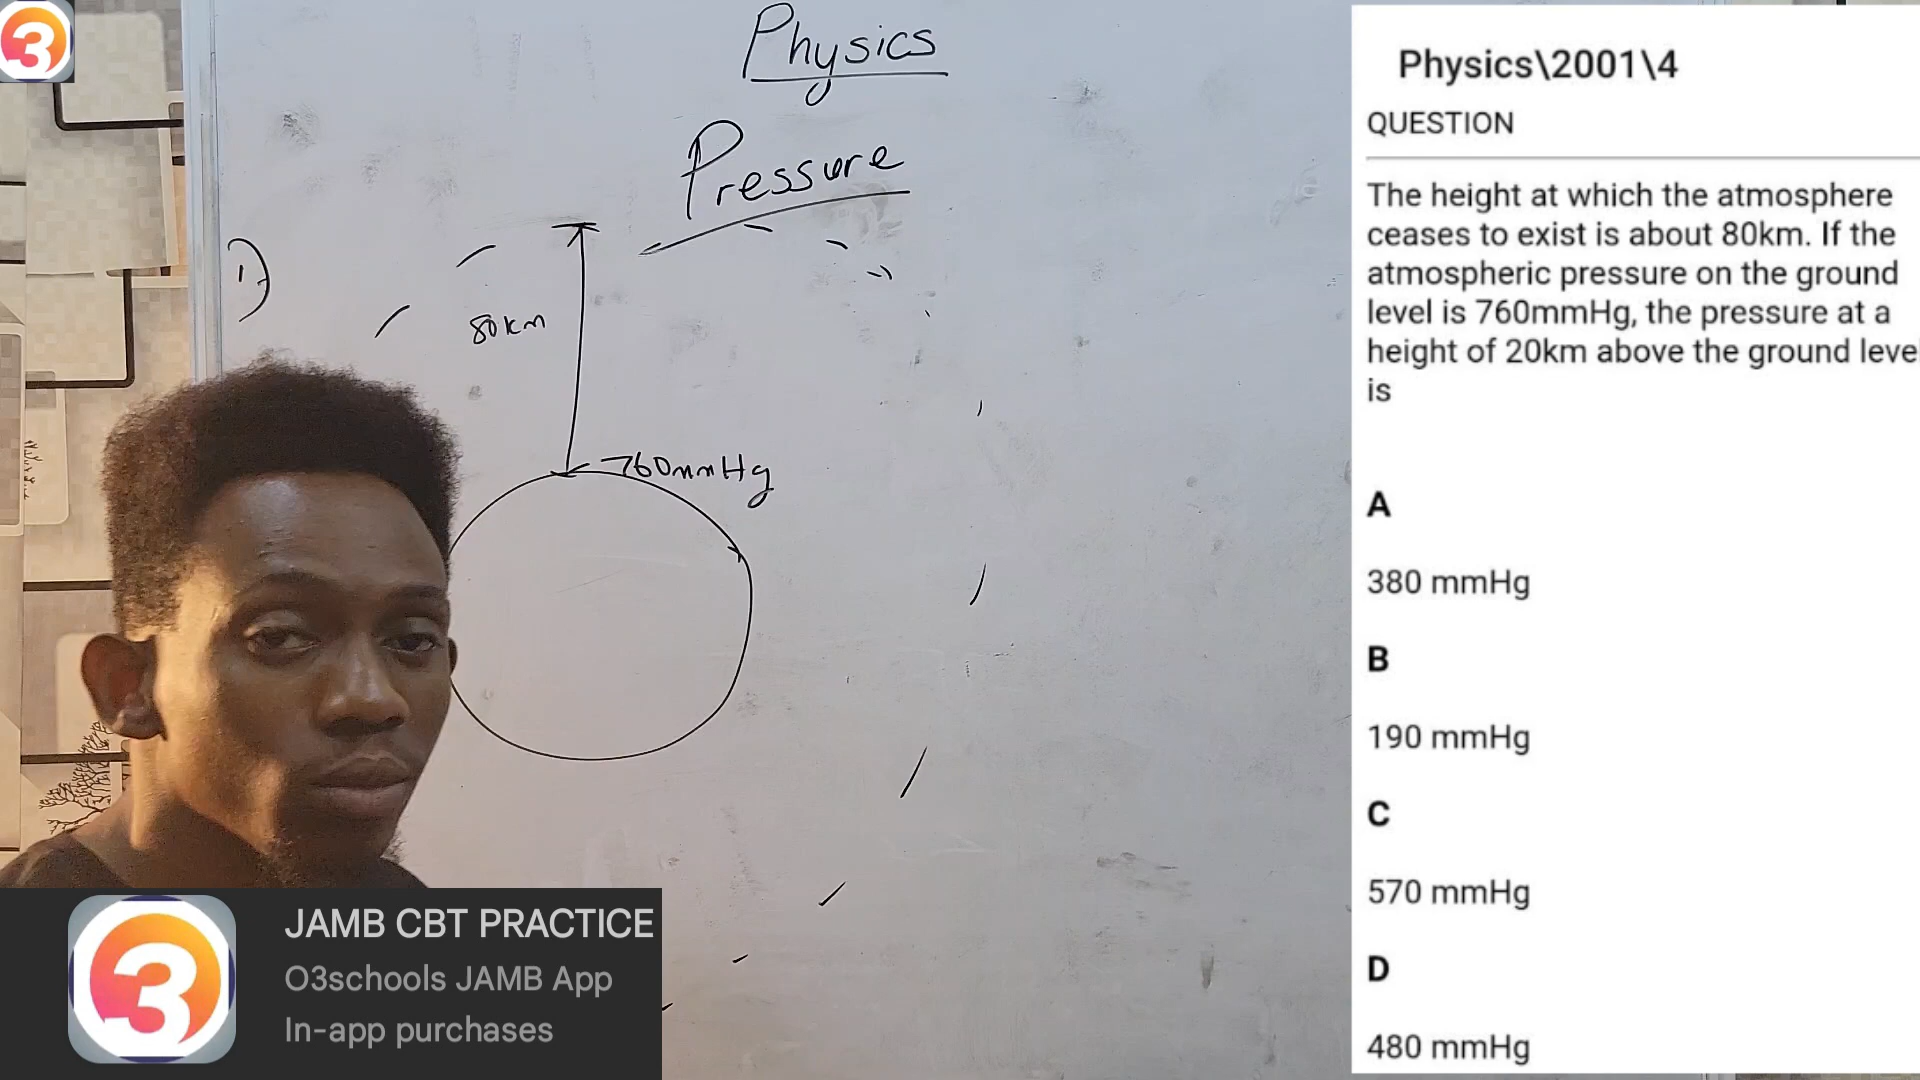 3
Physics
Pressure
1)
80km
760mmHg
Physics\2001\4
QUESTION
The height at which the atmosphere
ceases to exist is about 80km. If the
atmospheric pressure on the ground
level is 760mmHg, the pressure at a
height of 20km above the ground level
is
A
380 mmHg
B
190 mmHg
C
570 mmHg
D
480 mmHg
3
JAMB CBT PRACTICE
O3schools JAMB App
In-app purchases